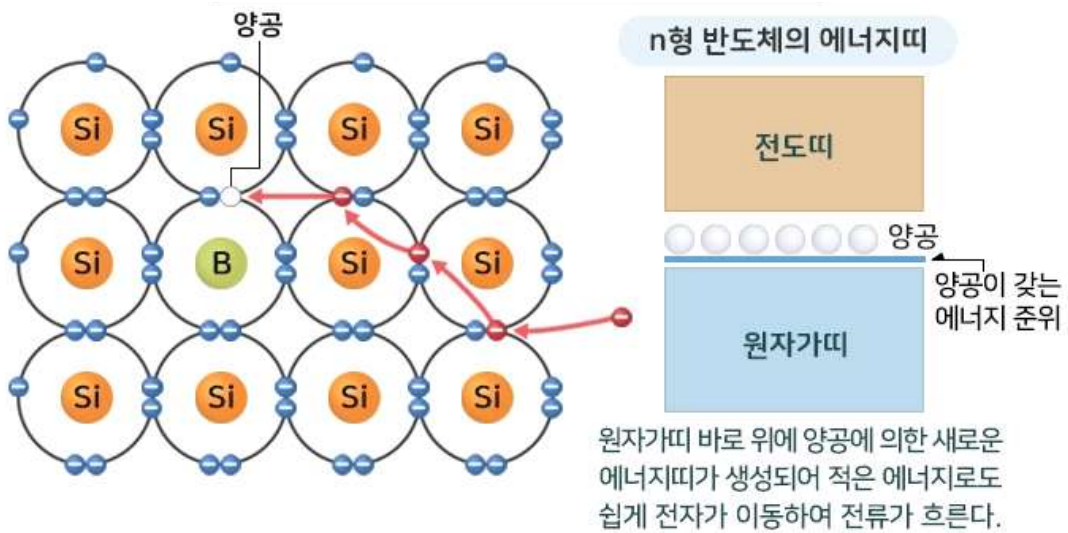 양공
n형 반도체의 에너지띠
Si Si Si Si
전도띠
양공
Si B Si Si
양공이 갖는
에너지 준위
원자가띠
Si Si Si Si
원자가띠 바로 위에 양공에 의한 새로운
에너지띠가 생성되어 적은 에너지로도
쉽게 전자가 이동하여 전류가 흐른다.